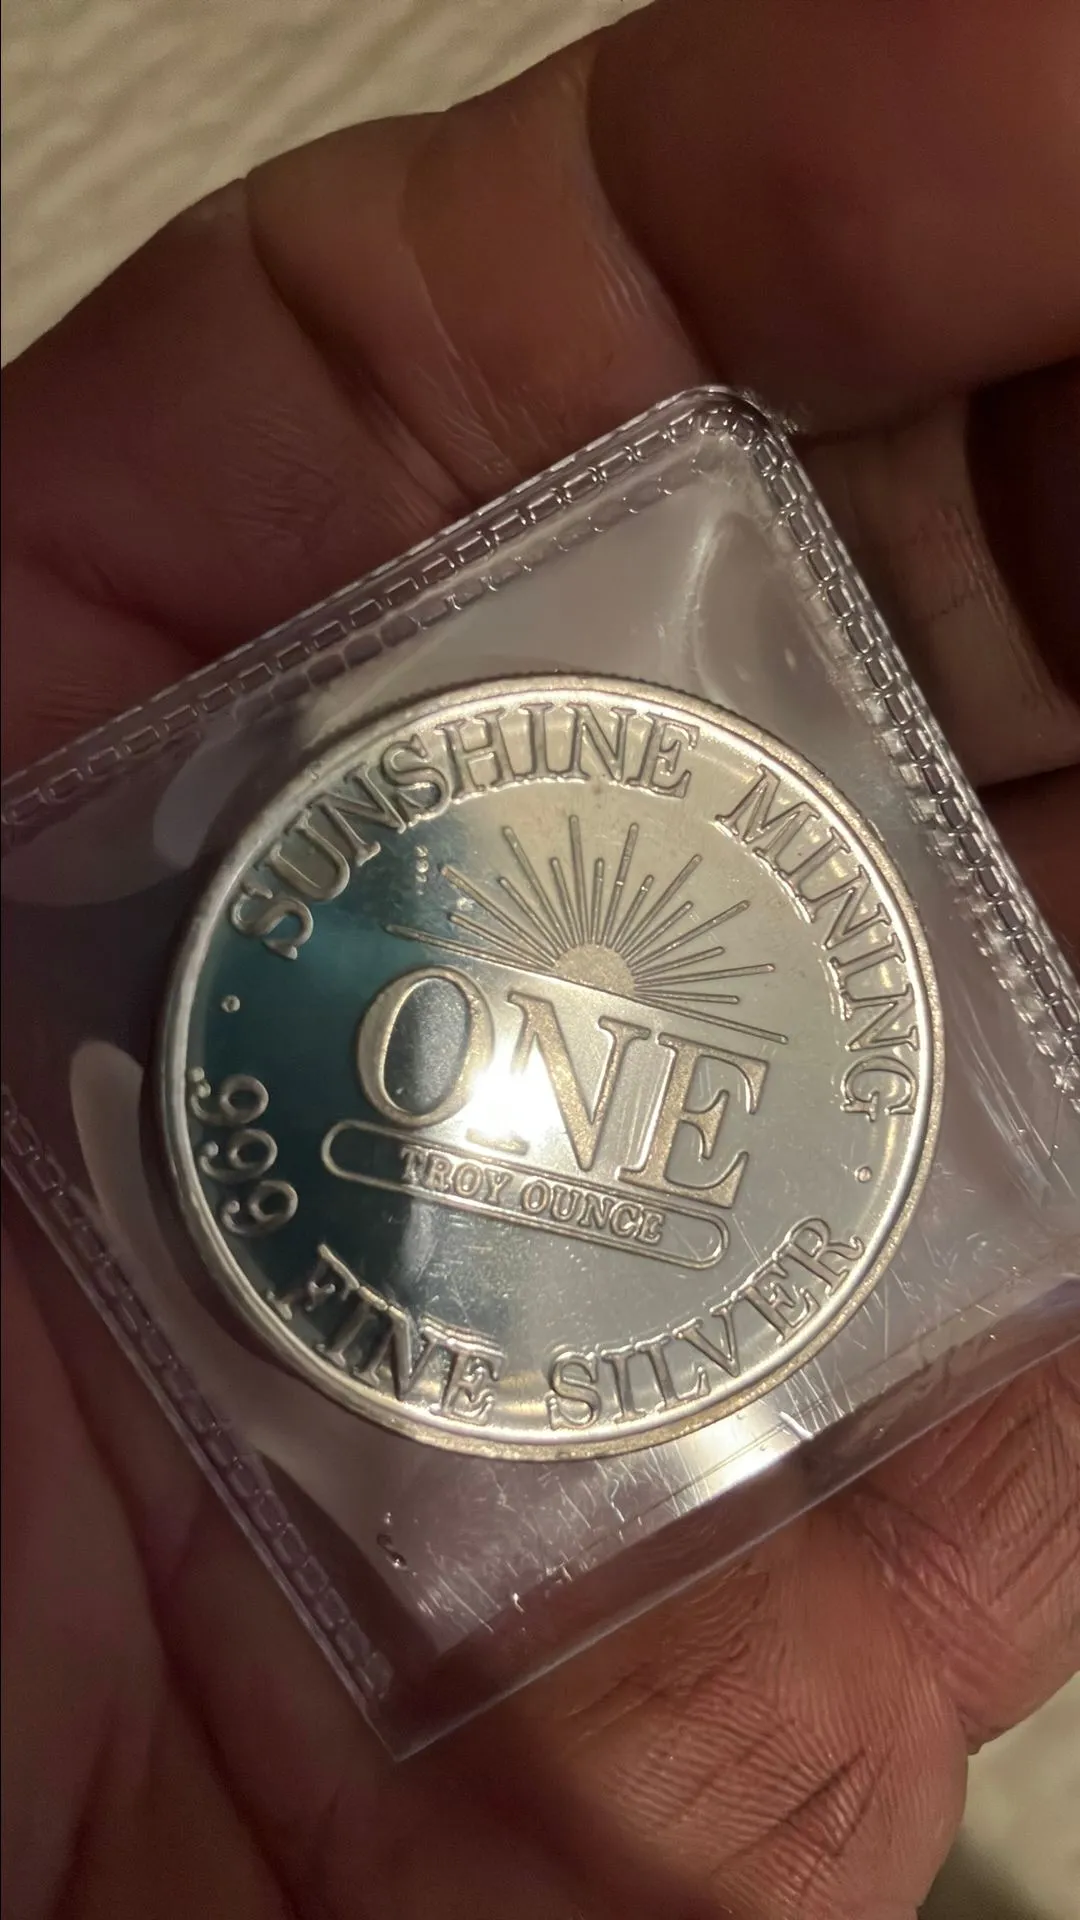 SUNSHINE MINING
ONE
TROY OUNCE
.999 FINE SILVER